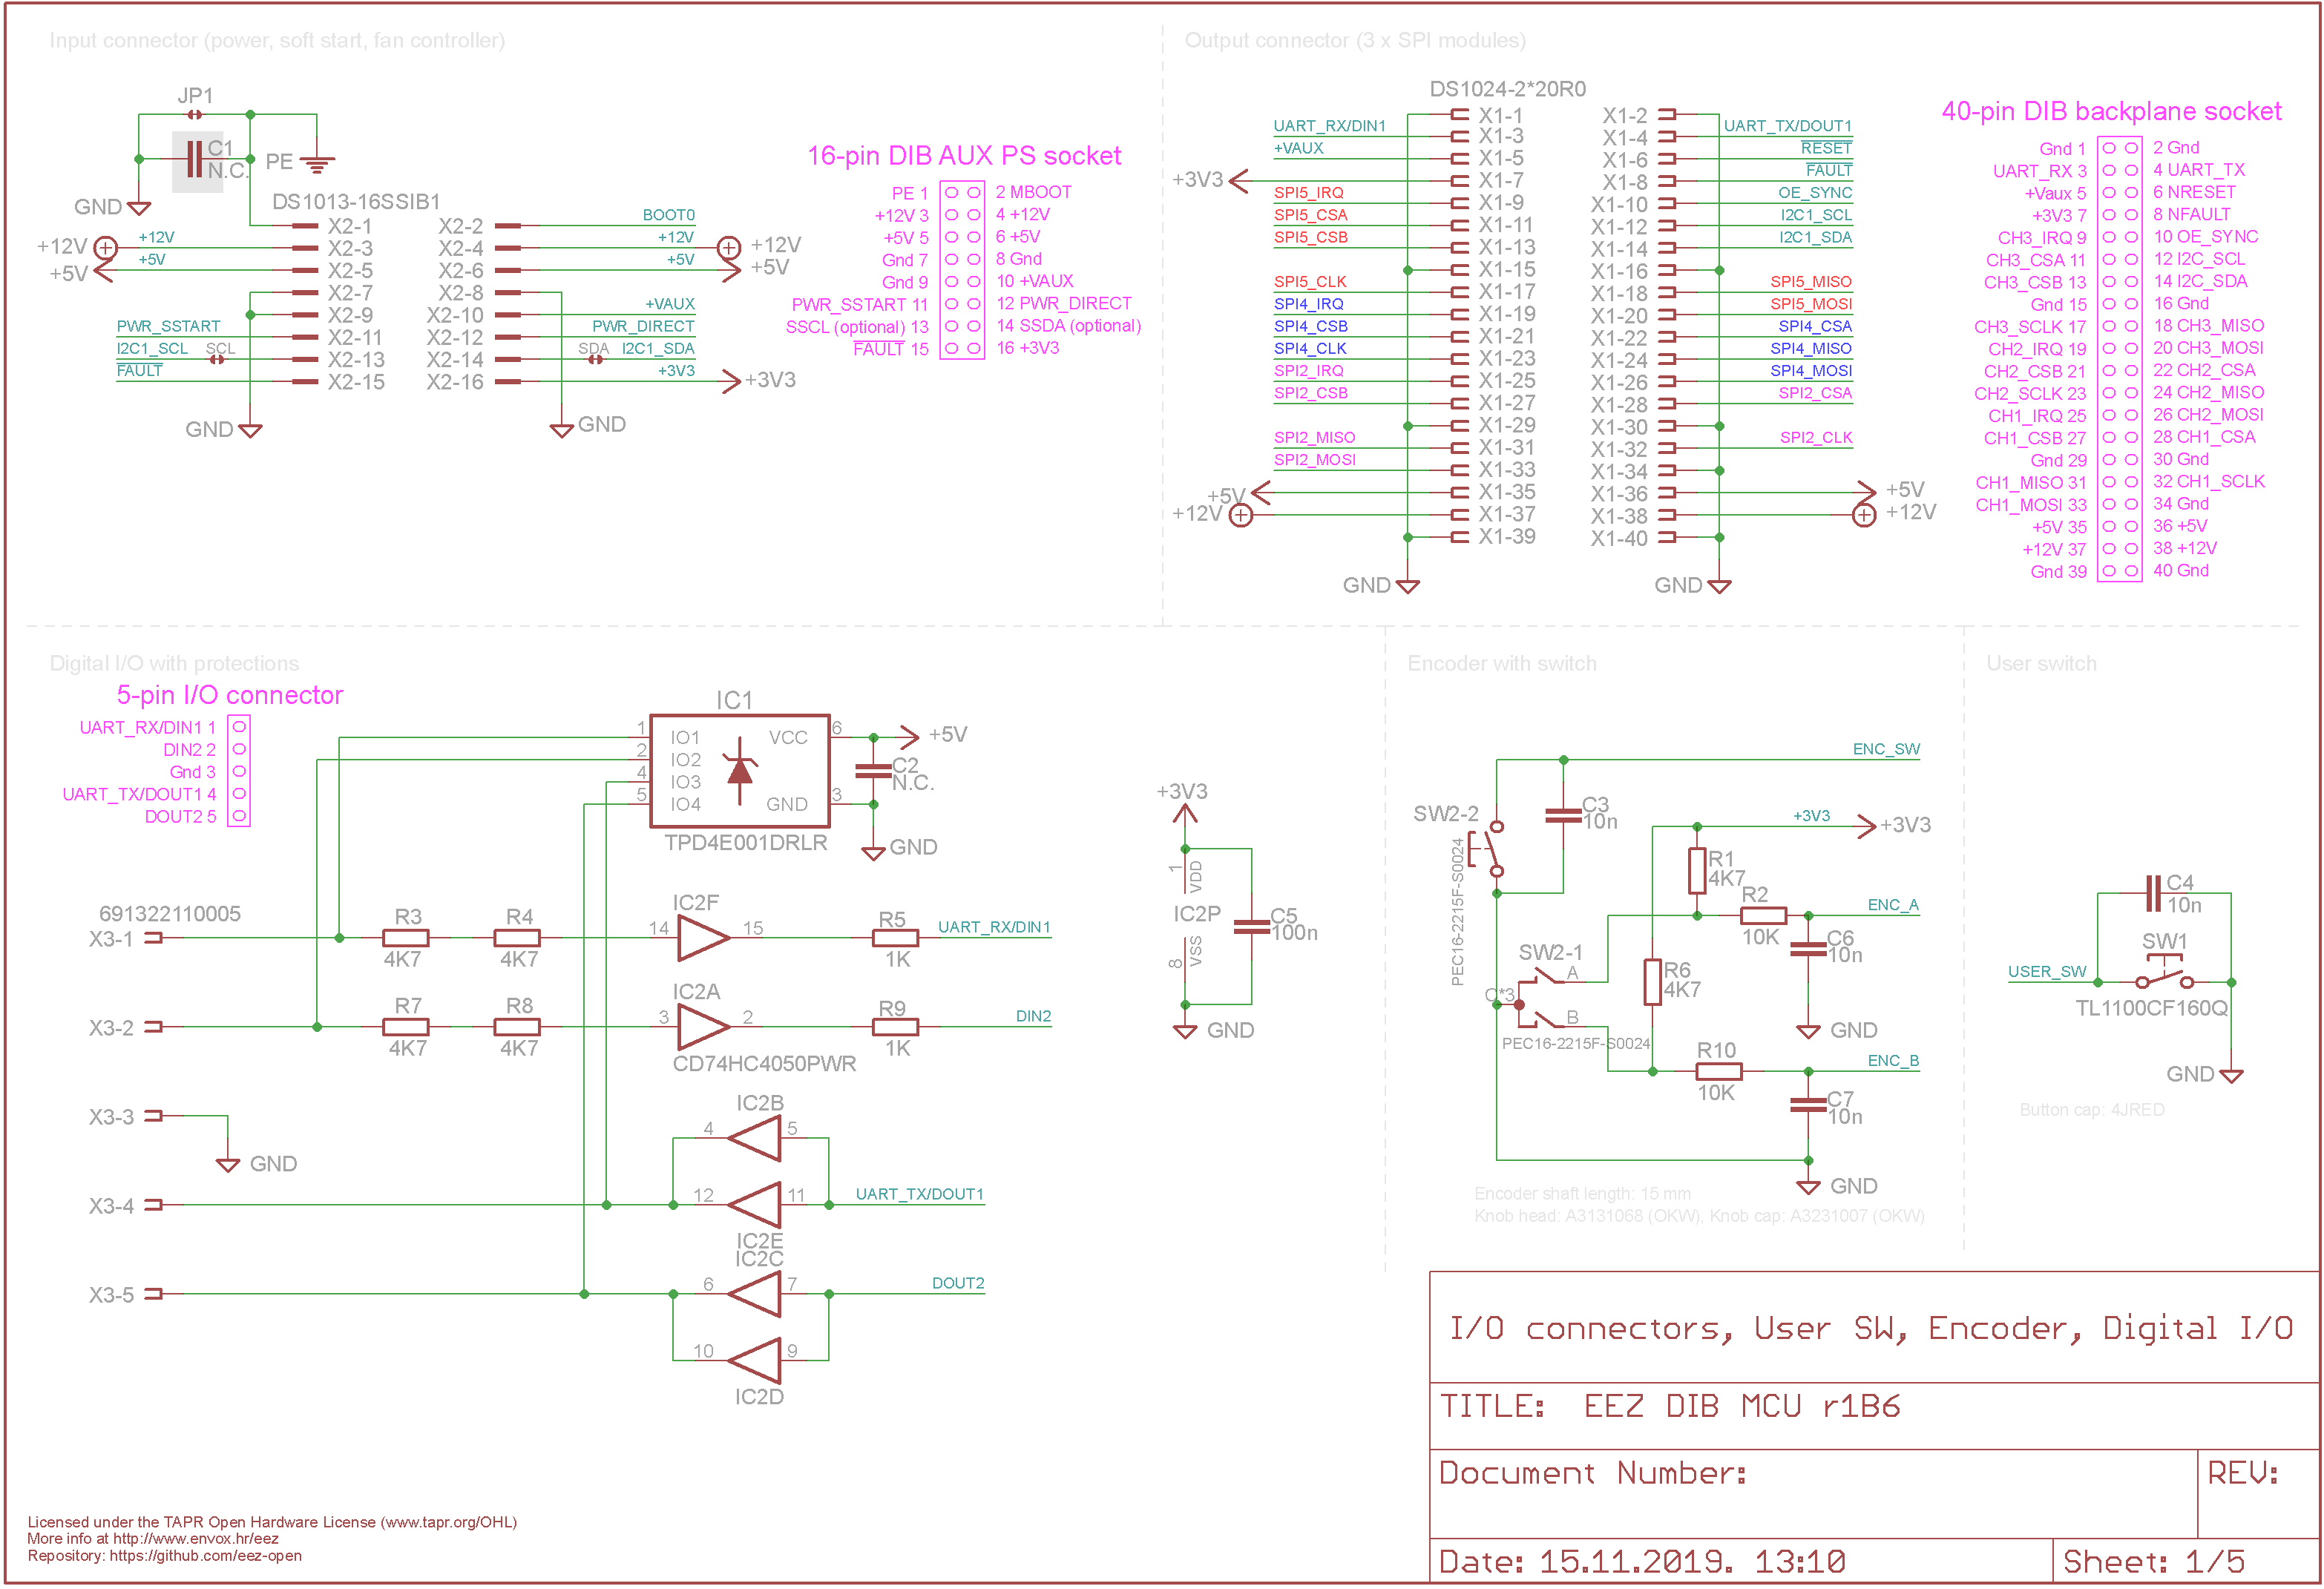 Input connector (power, soft start, fan controller)
JP1
C1
N.C.
PE
GND
DS1013-16SSIB1
X2-1
X2-2
BOOT0
+12V
+12V
X2-3
X2-4
+12V
+12V
+5V
+5V
X2-5
X2-6
+5V
+5V
X2-7
X2-8
X2-9
X2-10
+VAUX
PWR_SSTART
X2-11
X2-12
PWR_DIRECT
I2C1_SCL
SCL
X2-13
X2-14
SDA
I2C1_SDA
FAULT
X2-15
X2-16
+3V3
+3V3
GND
GND
16-pin DIB AUX PS socket
PE 1
2 MBOOT
+12V 3
4 +12V
+5V 5
6 +5V
Gnd 7
8 Gnd
Gnd 9
10 +VAUX
PWR_SSTART 11
12 PWR_DIRECT
SSCL (optional) 13
14 SSDA (optional)
FAULT 15
16 +3V3
Output connector (3 x SPI modules)
DS1024-2*20R0
X1-1
X1-2
UART_RX/DIN1
X1-3
X1-4
UART_TX/DOUT1
+VAUX
X1-5
X1-6
RESET
+3V3
X1-7
X1-8
FAULT
SPI5_IRQ
X1-9
X1-10
OE_SYNC
SPI5_CSA
X1-11
X1-12
I2C1_SCL
SPI5_CSB
X1-13
X1-14
I2C1_SDA
X1-15
X1-16
SPI5_CLK
X1-17
X1-18
SPI5_MISO
SPI4_IRQ
X1-19
X1-20
SPI5_MOSI
SPI4_CSB
X1-21
X1-22
SPI4_CSA
SPI4_CLK
X1-23
X1-24
SPI4_MISO
SPI2_IRQ
X1-25
X1-26
SPI4_MOSI
SPI2_CSB
X1-27
X1-28
SPI2_CSA
X1-29
X1-30
SPI2_MISO
X1-31
X1-32
SPI2_CLK
SPI2_MOSI
X1-33
X1-34
+5V
X1-35
X1-36
+5V
+12V
X1-37
X1-38
+12V
X1-39
X1-40
GND
GND
40-pin DIB backplane socket
Gnd 1
2 Gnd
UART_RX 3
4 UART_TX
+Vaux 5
6 NRESET
+3V3 7
8 NFAULT
CH3_IRQ 9
10 OE_SYNC
CH3_CSA 11
12 I2C_SCL
CH3_CSB 13
14 I2C_SDA
Gnd 15
16 Gnd
CH3_SCLK 17
18 CH3_MISO
CH2_IRQ 19
20 CH3_MOSI
CH2_CSB 21
22 CH2_CSA
CH2_SCLK 23
24 CH2_MISO
CH1_IRQ 25
26 CH2_MOSI
CH1_CSB 27
28 CH1_CSA
Gnd 29
30 Gnd
CH1_MISO 31
32 CH1_SCLK
CH1_MOSI 33
34 Gnd
+5V 35
36 +5V
+12V 37
38 +12V
Gnd 39
40 Gnd
Digital I/O with protections
5-pin I/O connector
UART_RX/DIN1 1
DIN2 2
Gnd 3
UART_TX/DOUT1 4
DOUT2 5
IC1
1
IO1
VCC
6
2
IO2
4
IO3
5
IO4
GND
3
TPD4E001DRLR
+5V
C2
N.C.
GND
691322110005
X3-1
R3
4K7
R4
4K7
IC2F
14
15
R5
1K
UART_RX/DIN1
X3-2
R7
4K7
R8
4K7
IC2A
3
2
CD74HC4050PWR
R9
1K
DIN2
X3-3
GND
IC2B
4
5
X3-4
12
11
UART_TX/DOUT1
IC2E
IC2C
X3-5
6
7
DOUT2
10
9
IC2D
+3V3
1
VDD
IC2P
8
VSS
C5
100n
GND
Encoder with switch
ENC_SW
SW2-2
PEC16-2215F-S0024
C3
10n
+3V3
+3V3
R1
4K7
R2
10K
ENC_A
C6
10n
SW2-1
A
C*3
B
PEC16-2215F-S0024
R6
4K7
GND
R10
10K
ENC_B
C7
10n
GND
Encoder shaft length: 15 mm
Knob head: A3131068 (OKW), Knob cap: A3231007 (OKW)
User switch
C4
10n
SW1
USER_SW
TL1100CF160Q
GND
Button cap: 4JRED
I/O connectors, User SW, Encoder, Digital I/O
TITLE: EEZ DIB MCU r1B6
Document Number:
REV:
Date: 15.11.2019. 13:10
Sheet: 1/5
Licensed under the TAPR Open Hardware License (www.tapr.org/OHL)
More info at http://www.envox.hr/eez
Repository: https://github.com/eez-open